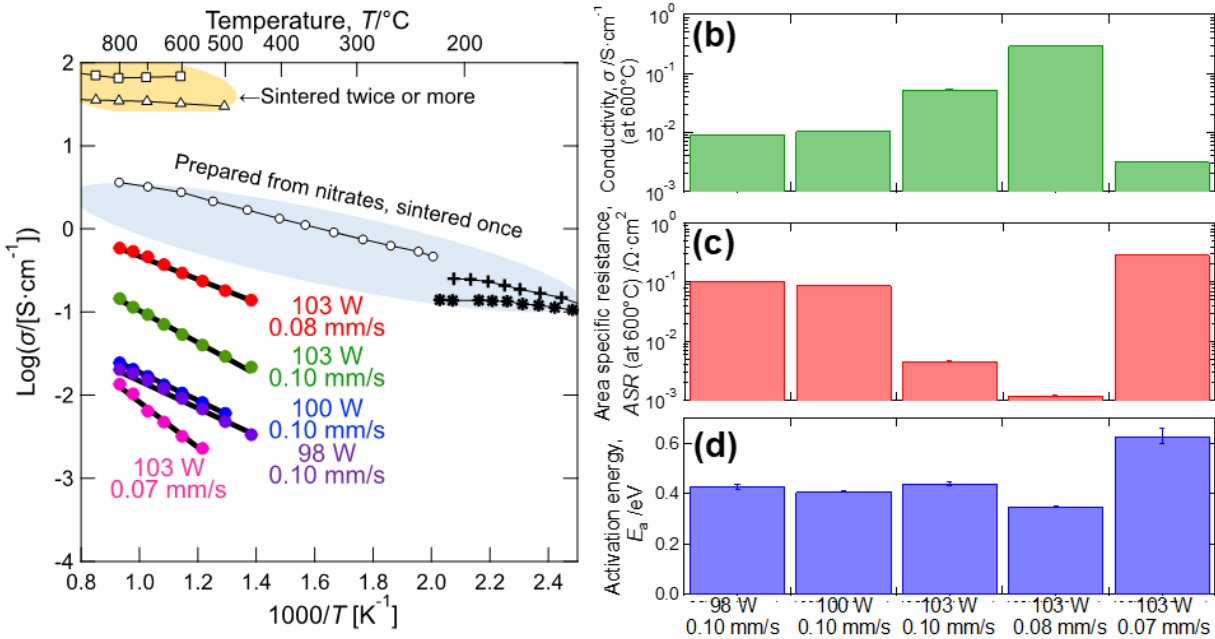 Temperature, T/°C
800 600 500 400 300 200
2
1
0
-1
-2
-3
-4
Log(σ/[S·cm⁻¹])
←Sintered twice or more
Prepared from nitrates, sintered once
103 W
0.08 mm/s
103 W
0.10 mm/s
100 W
0.10 mm/s
98 W
0.10 mm/s
103 W
0.07 mm/s
0.8 1.0 1.2 1.4 1.6 1.8 2.0 2.2 2.4
1000/T [K⁻¹]
(b)
Conductivity, σ/S·cm⁻¹
(at 600°C)
10⁰
10⁻¹
10⁻²
10⁻³
(c)
Area specific resistance,
ASR (at 600°C) /Ω·cm²
10⁰
10⁻¹
10⁻²
10⁻³
(d)
Activation energy,
Eₐ /eV
0.6
0.4
0.2
0.0
98 W 100 W 103 W 103 W 103 W
0.10 mm/s 0.10 mm/s 0.10 mm/s 0.08 mm/s 0.07 mm/s